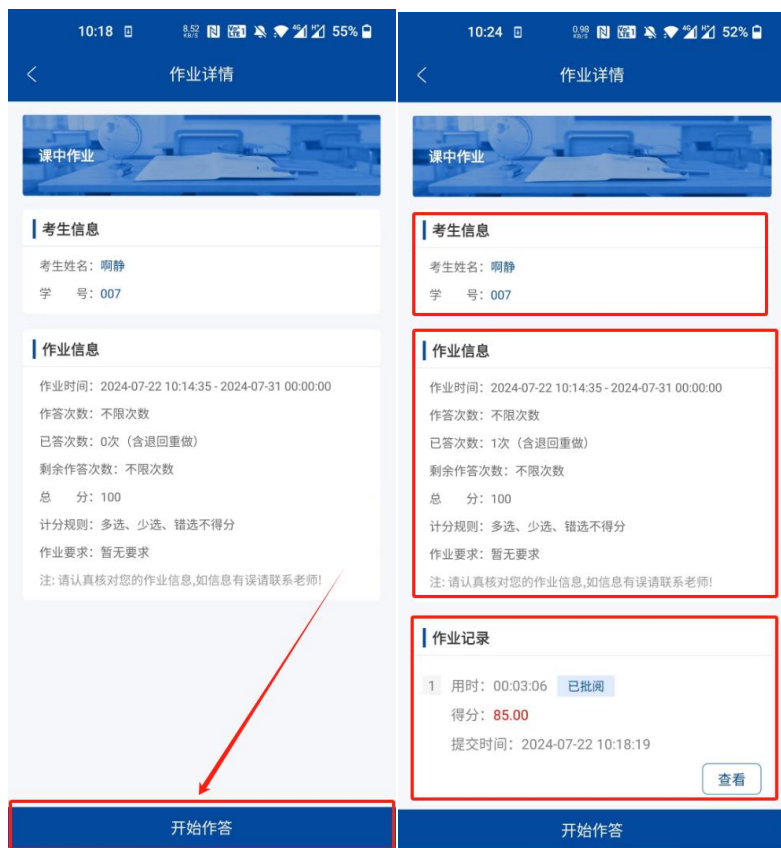 10:18 8.52 KB/S 4G 55%
作业详情
课中作业
考生信息
考生姓名：啊静
学 号：007
作业信息
作业时间：2024-07-22 10:14:35 - 2024-07-31 00:00:00
作答次数：不限次数
已答次数：0次（含退回重做）
剩余作答次数：不限次数
总 分：100
计分规则：多选、少选、错选不得分
作业要求：暂无要求
注: 请认真核对您的作业信息,如信息有误请联系老师!
开始作答
10:24 0.98 KB/S 4G 52%
作业详情
课中作业
考生信息
考生姓名：啊静
学 号：007
作业信息
作业时间：2024-07-22 10:14:35 - 2024-07-31 00:00:00
作答次数：不限次数
已答次数：1次（含退回重做）
剩余作答次数：不限次数
总 分：100
计分规则：多选、少选、错选不得分
作业要求：暂无要求
注: 请认真核对您的作业信息,如信息有误请联系老师!
作业记录
1 用时：00:03:06 已批阅
得分：85.00
提交时间：2024-07-22 10:18:19
查看
开始作答